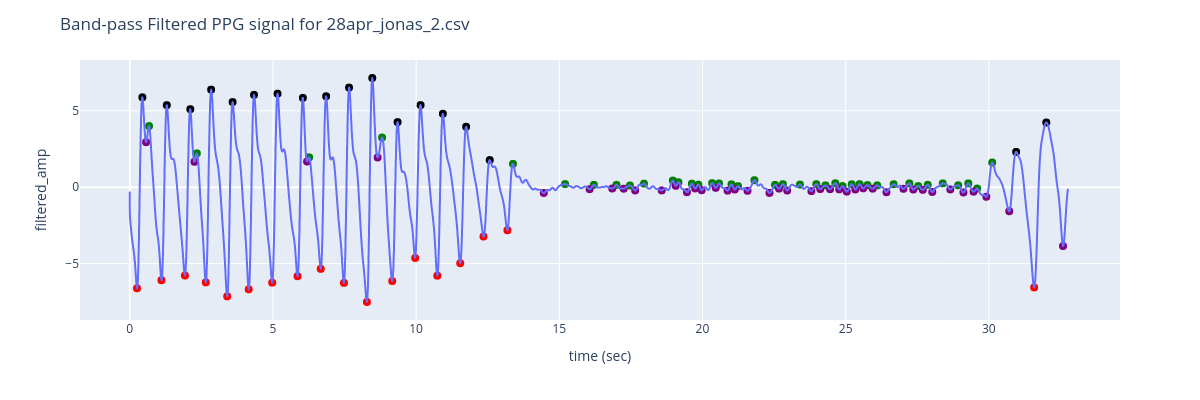 Band-pass Filtered PPG signal for 28apr_jonas_2.csv
filtered_amp
5
0
−5
0 5 10 15 20 25 30
time (sec)